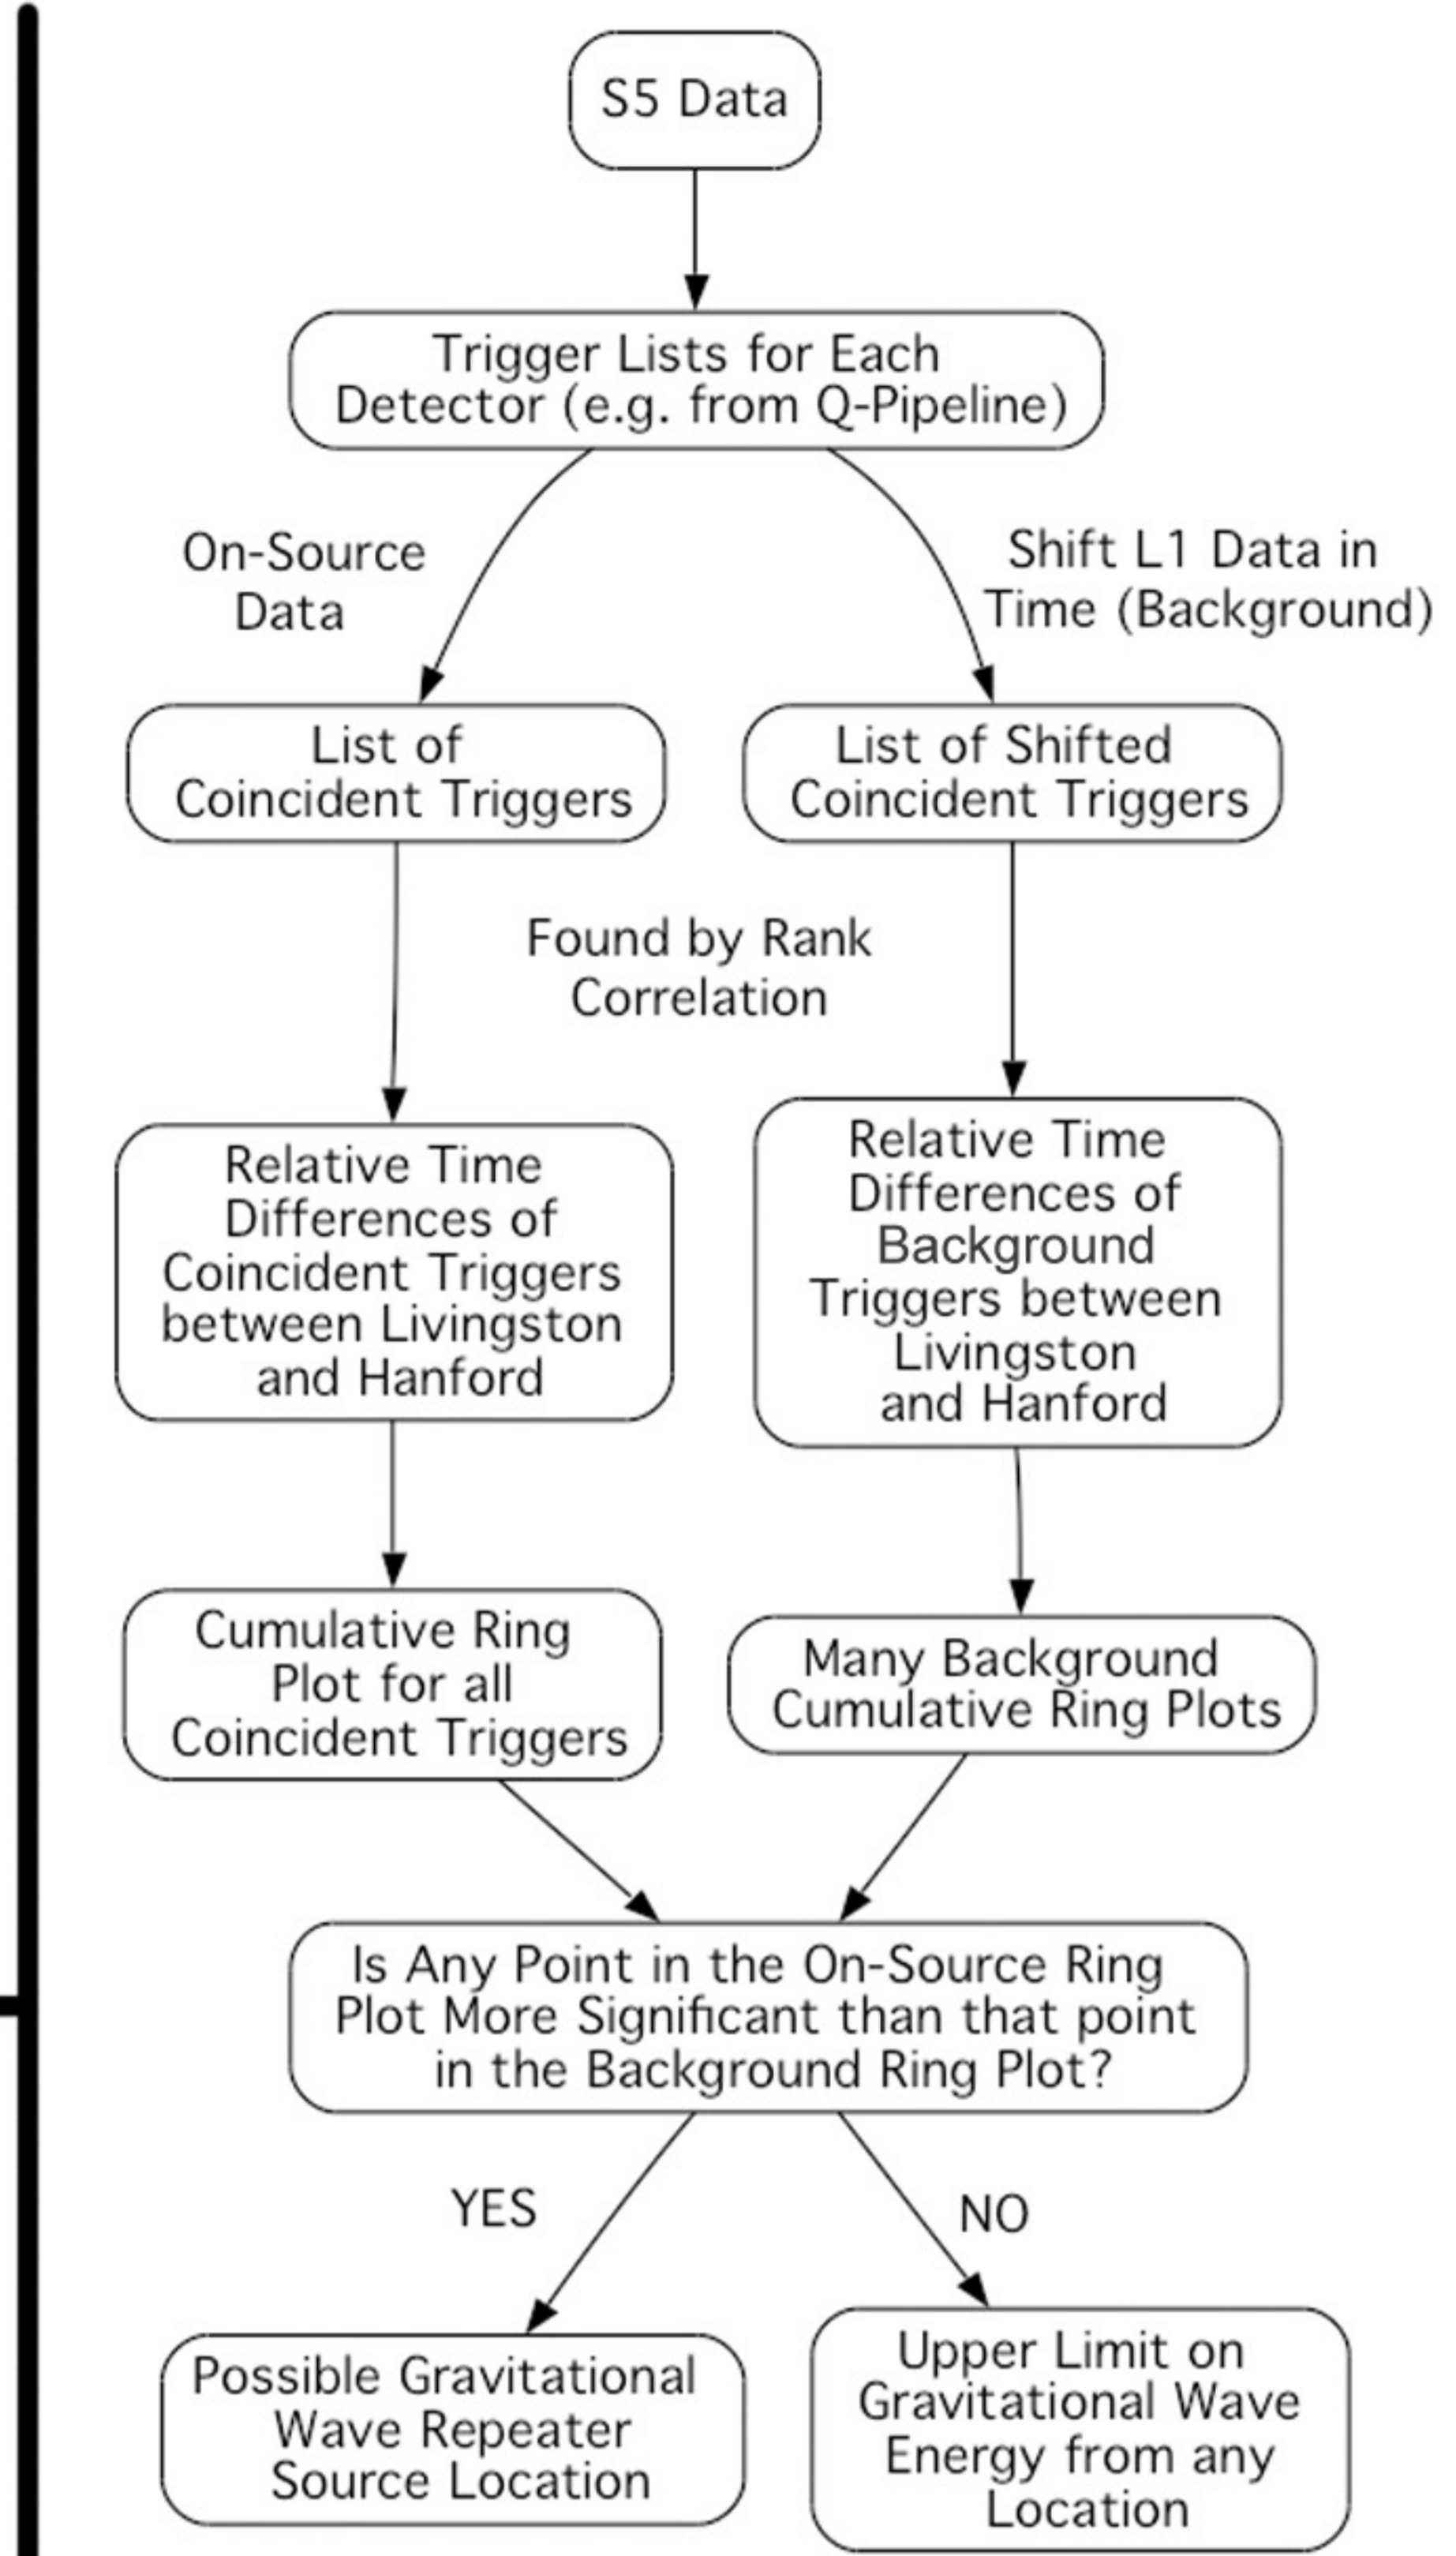 S5 Data
Trigger Lists for Each
Detector (e.g. from Q-Pipeline)
On-Source
Data
Shift L1 Data in
Time (Background)
List of
Coincident Triggers
List of Shifted
Coincident Triggers
Found by Rank
Correlation
Relative Time
Differences of
Coincident Triggers
between Livingston
and Hanford
Relative Time
Differences of
Background
Triggers between
Livingston
and Hanford
Cumulative Ring
Plot for all
Coincident Triggers
Many Background
Cumulative Ring Plots
Is Any Point in the On-Source Ring
Plot More Significant than that point
in the Background Ring Plot?
YES
NO
Possible Gravitational
Wave Repeater
Source Location
Upper Limit on
Gravitational Wave
Energy from any
Location